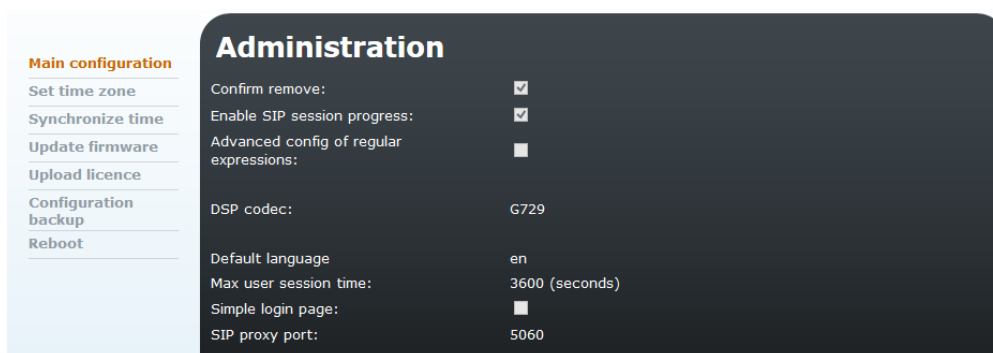 Main configuration
Set time zone
Synchronize time
Update firmware
Upload licence
Configuration
backup
Reboot
Administration
Confirm remove:
Enable SIP session progress:
Advanced config of regular
expressions:
DSP codec: G729
Default language en
Max user session time: 3600 (seconds)
Simple login page:
SIP proxy port: 5060